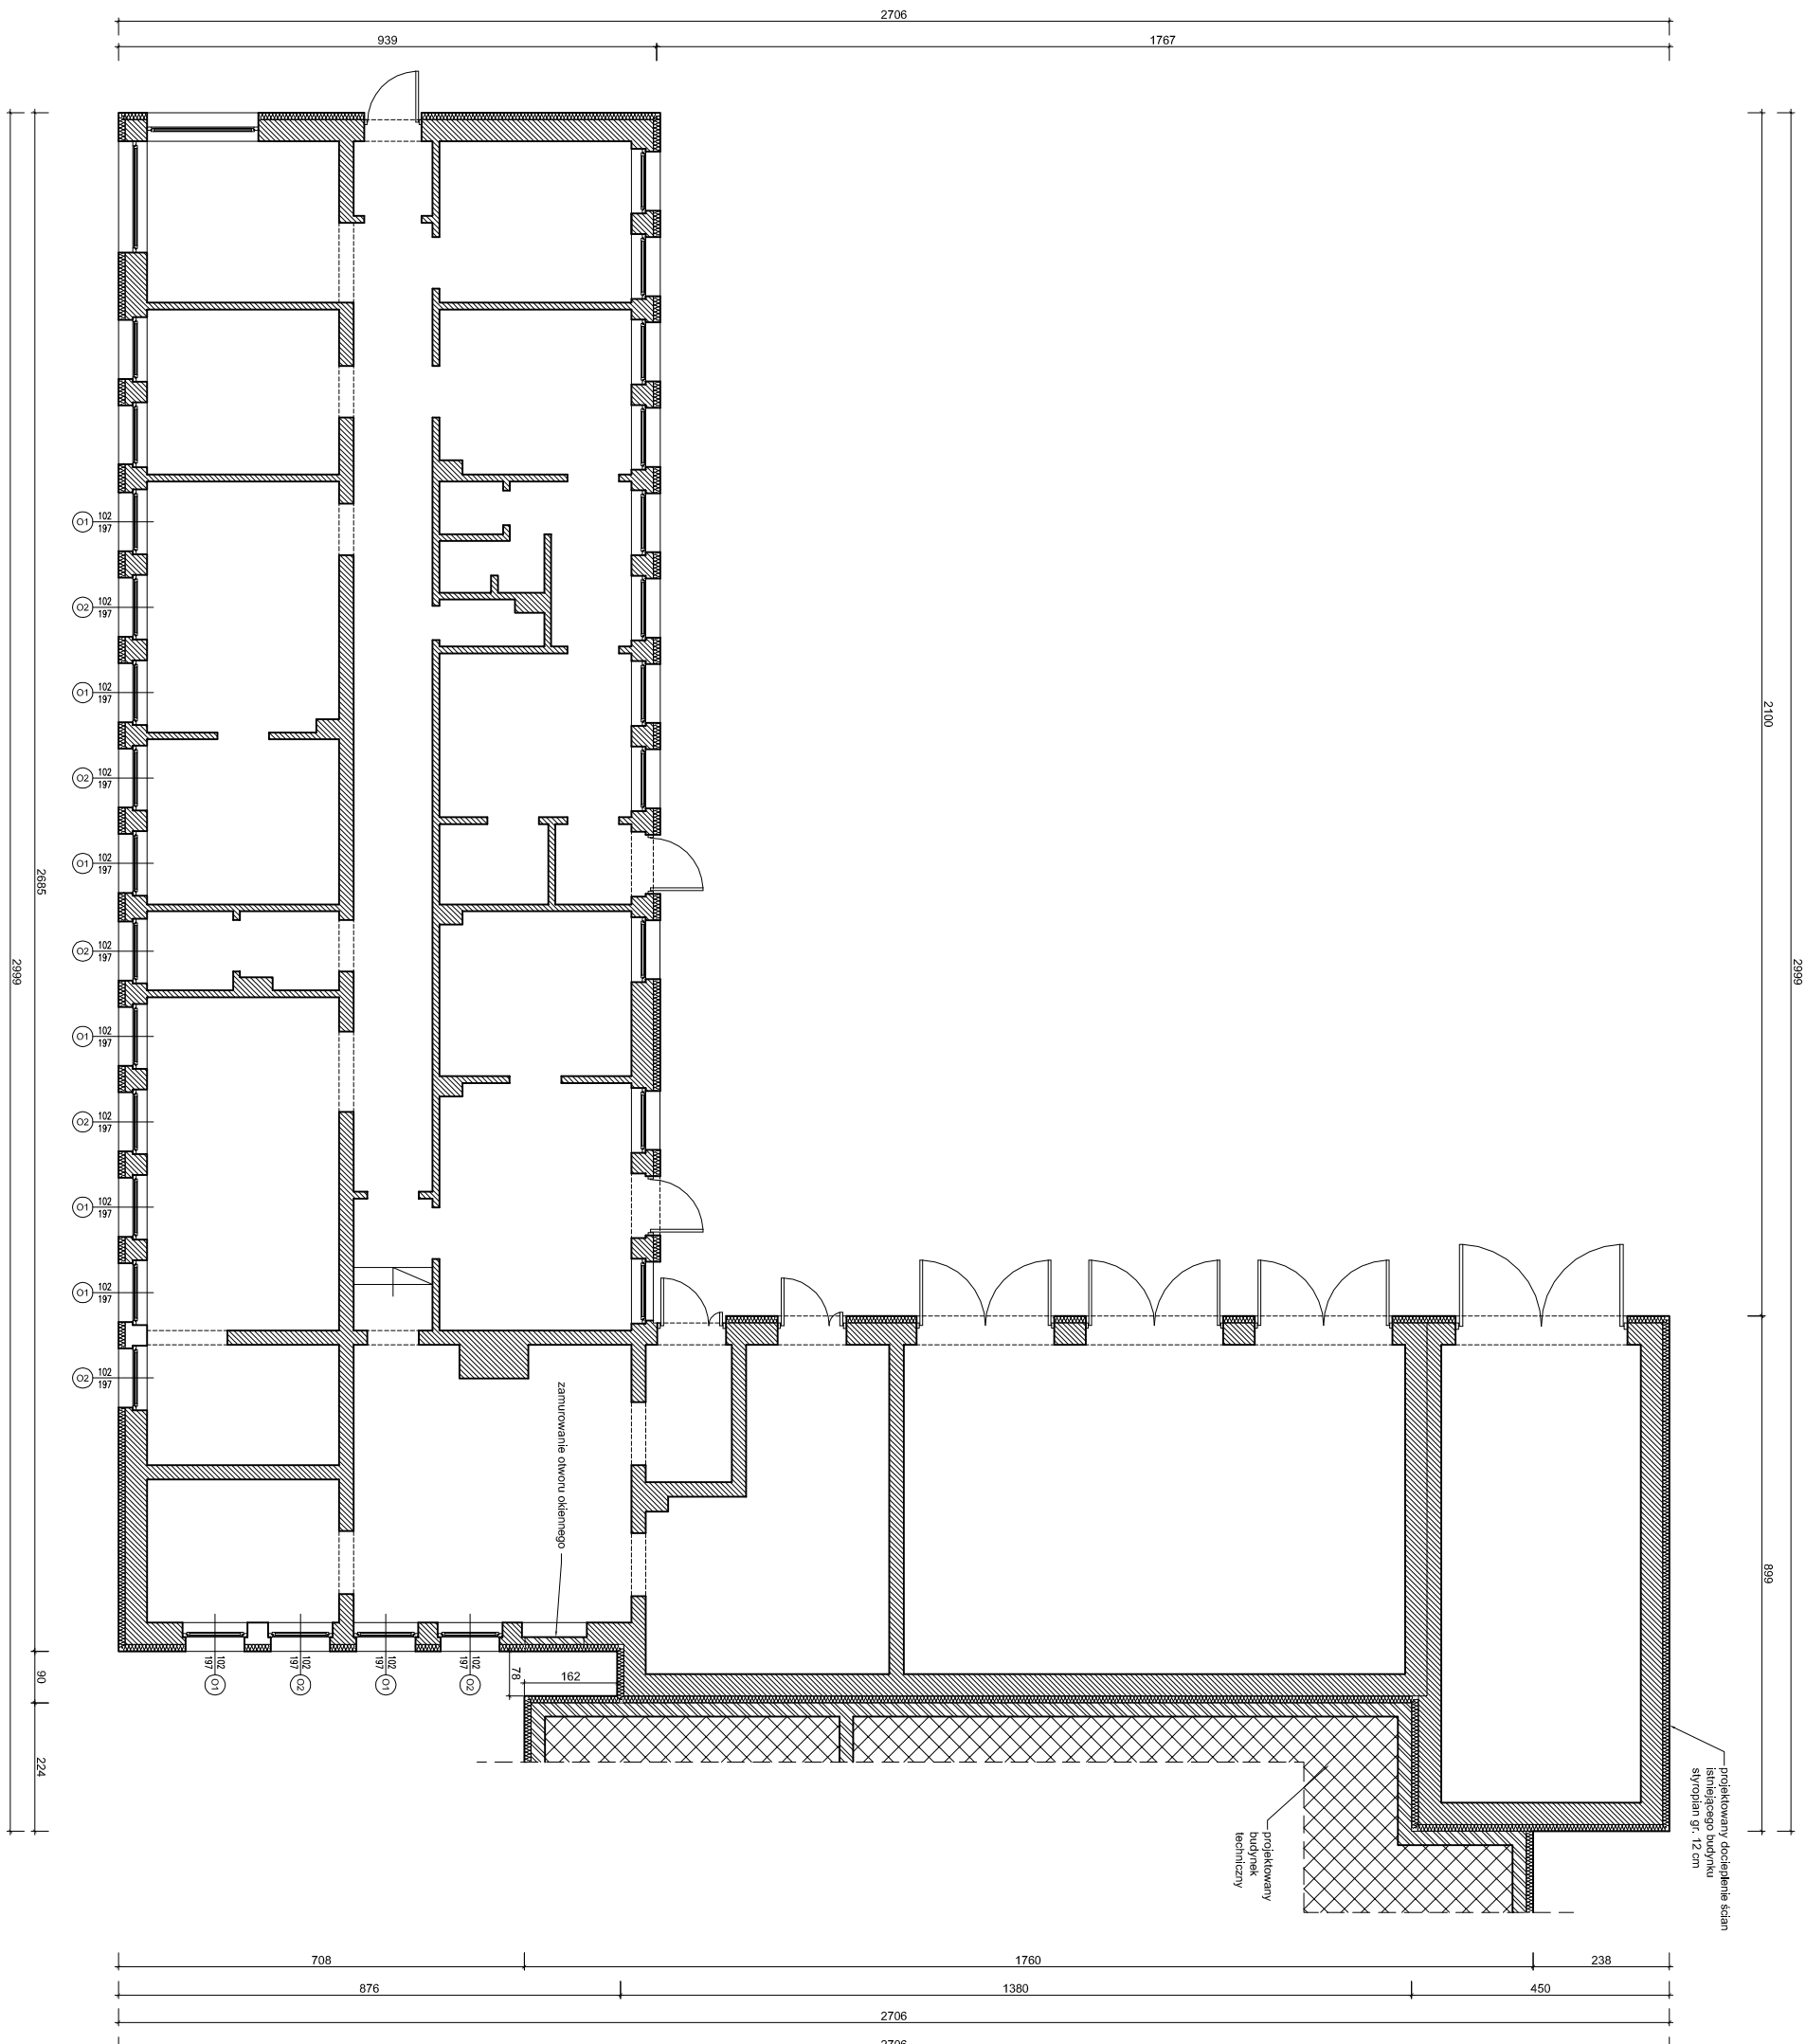 2706
939
1767
2999
2685
2100
2999
899
O1 102
197
O2 102
197
O1 102
197
O2 102
197
O1 102
197
O2 102
197
O1 102
197
O2 102
197
O1 102
197
O1 102
197
O2 102
197
zamurowanie otworu okiennego
102
197
O1
102
197
O2
102
197
O1
102
197
O2
78
162
90
224
projektowany docieplenie ścian
istniejącego budynku
styropian gr. 12 cm
projektowany
budynek
techniczny
708
1760
238
876
1380
450
2706
2706